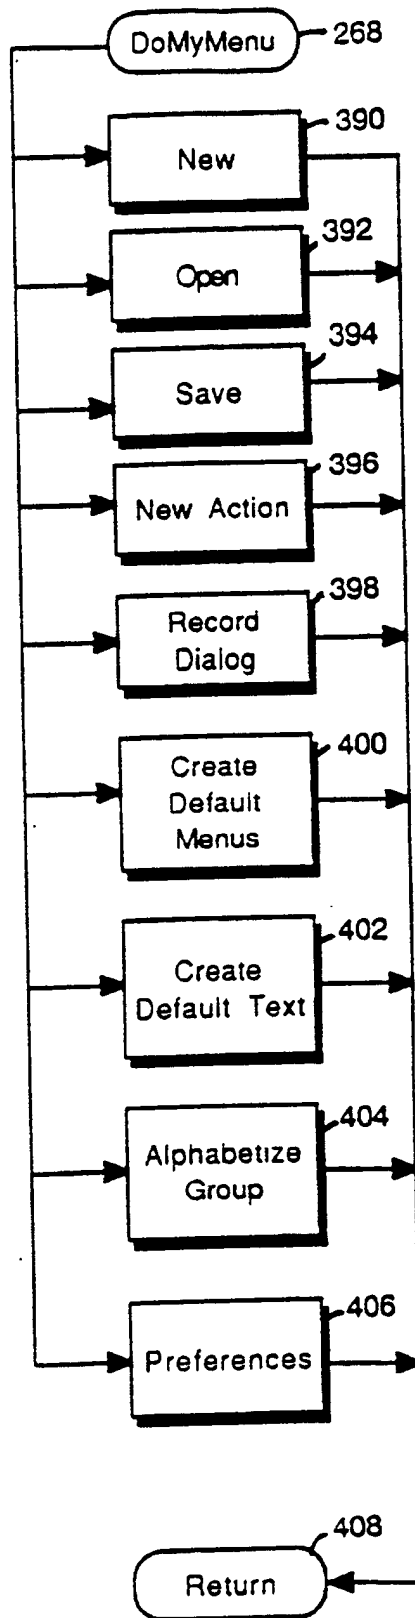 DoMyMenu
268
390
New
392
Open
394
Save
396
New Action
398
Record
Dialog
400
Create
Default
Menus
402
Create
Default Text
404
Alphabetize
Group
406
Preferences
408
Return